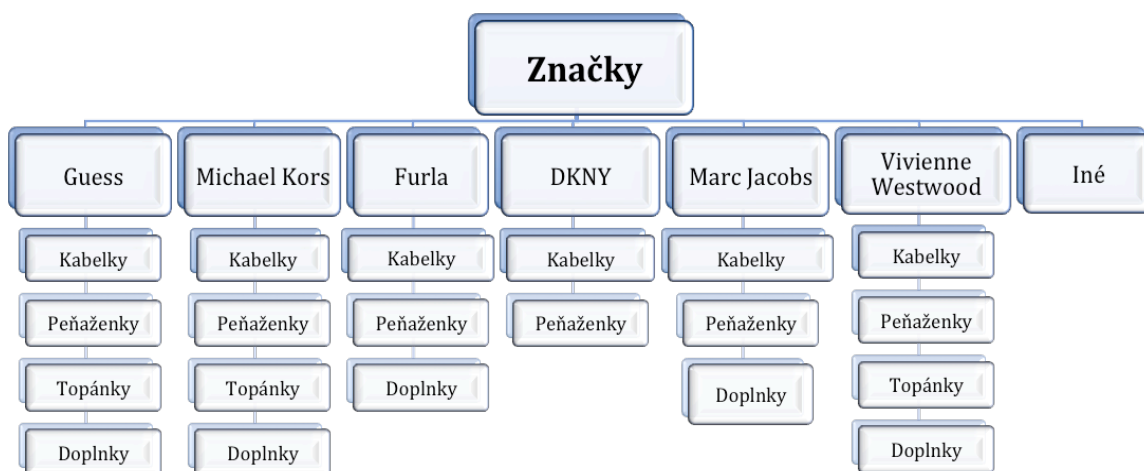 Značky
Guess
Michael Kors
Furla
DKNY
Marc Jacobs
Vivienne
Westwood
Iné
Kabelky
Kabelky
Kabelky
Kabelky
Kabelky
Kabelky
Peňaženky
Peňaženky
Peňaženky
Peňaženky
Peňaženky
Peňaženky
Topánky
Topánky
Doplnky
Doplnky
Topánky
Doplnky
Doplnky
Doplnky